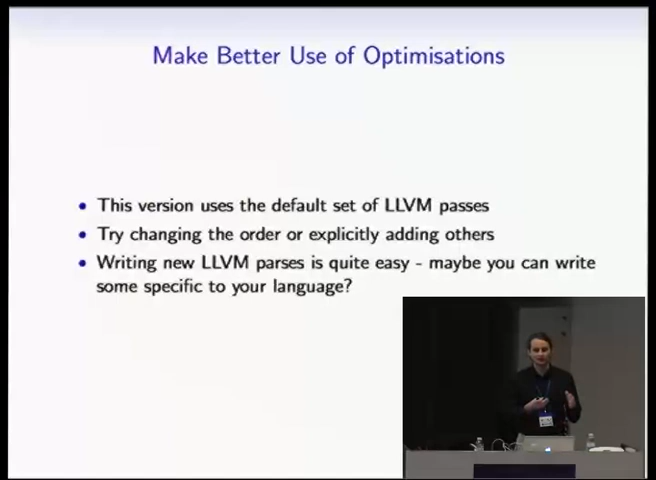 Make Better Use of Optimisations
• This version uses the default set of LLVM passes
• Try changing the order or explicitly adding others
• Writing new LLVM parses is quite easy - maybe you can write
some specific to your language?